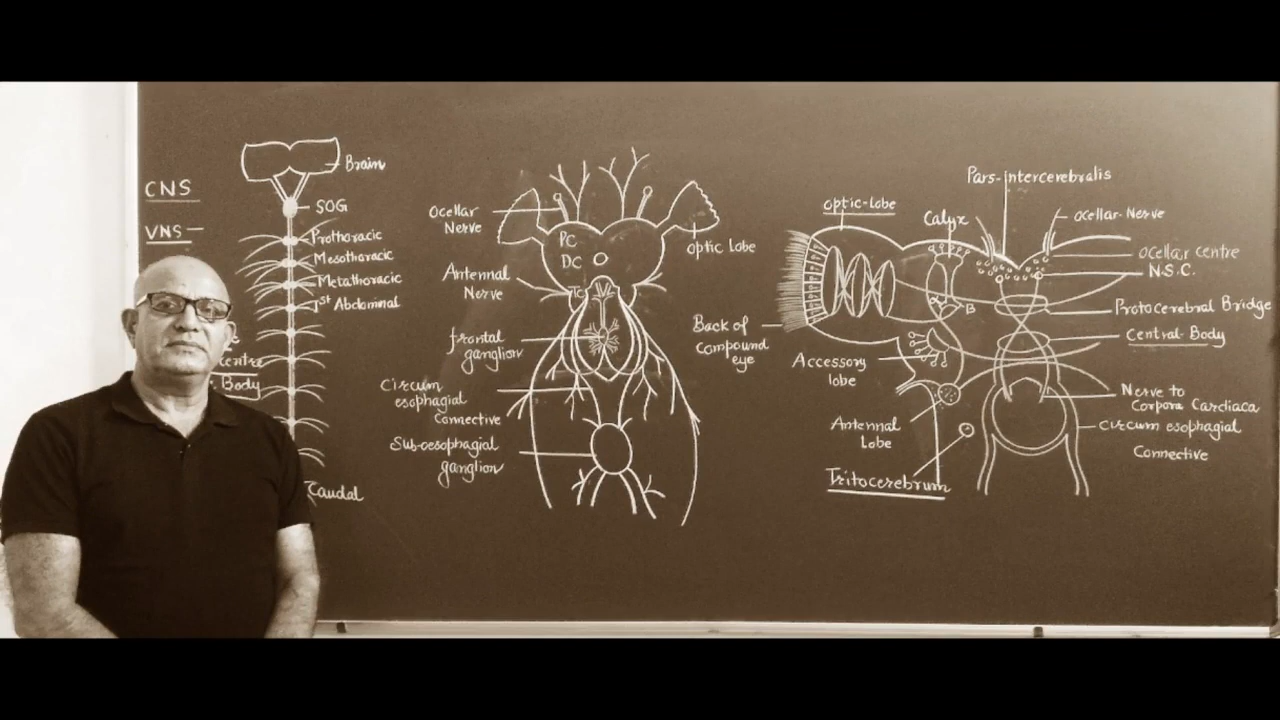 CNS
VNS
Brain
SOG
Prothoracic
Mesothoracic
Metathoracic
1st Abdominal
centre
Body
Caudal
Ocellar
Nerve
Antennal
Nerve
frontal
ganglion
Circum
esophagial
Connective
Sub-oesophagial
ganglion
PC
DC
TC
optic Lobe
Pars-intercerebralis
optic-lobe
Calyx
ocellar-Nerve
ocellar centre
N.S.C.
Protocerebral Bridge
Central-Body
α
B
Back of
Compound
eye
Accessory
lobe
Antennal
Lobe
Tritocerebrum
Nerve to
Corpora Cardiaca
Circum esophagial
Connective